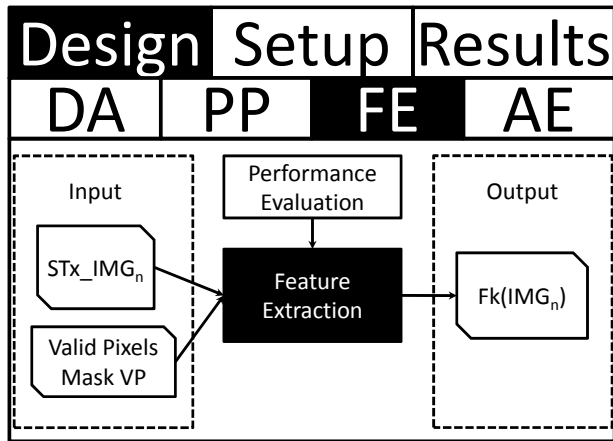 Design Setup Results
DA PP FE AE
Input
Performance
Evaluation
Output
STx_IMGn
Feature
Extraction
Fk(IMGn)
Valid Pixels
Mask VP